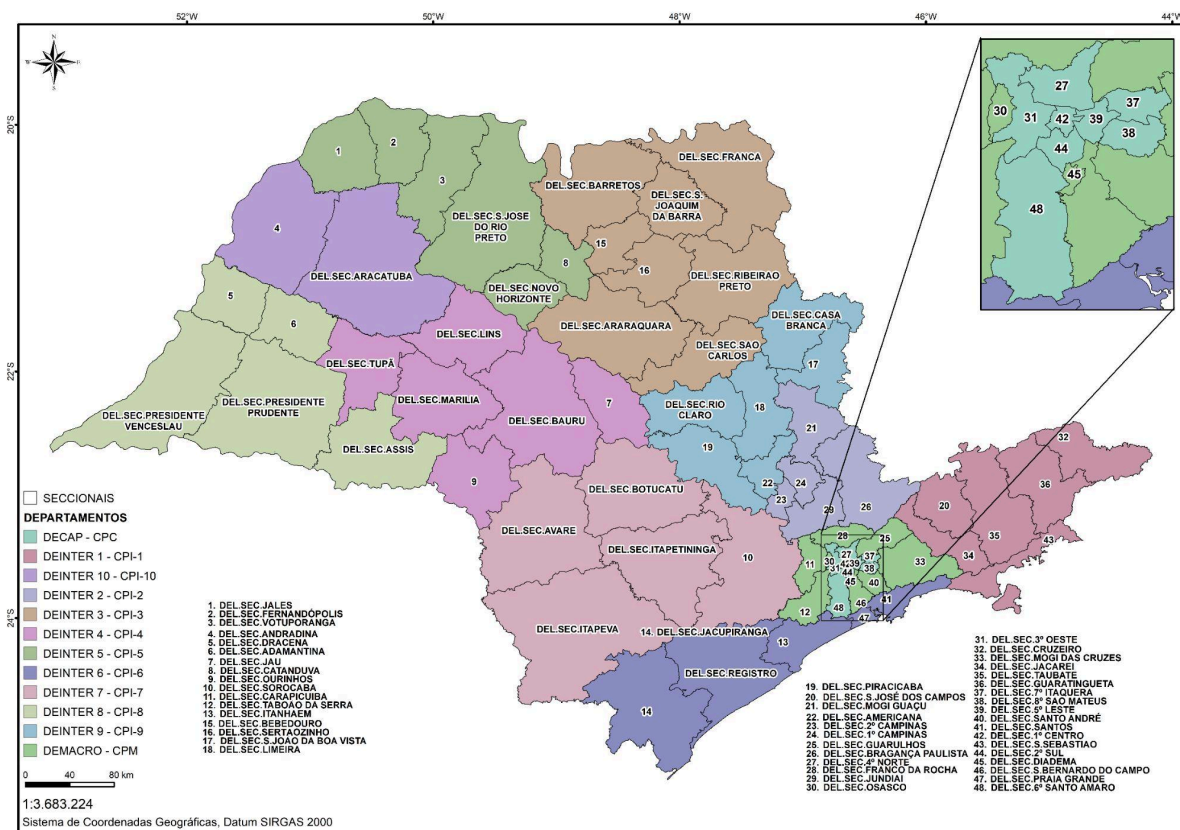 52°W
50°W
48°W
46°W
44°W
20°S
22°S
24°S
N
S
1
2
3
4
DEL.SEC.S.JOSE
DO RIO
PRETO
DEL.SEC.ARACATUBA
8
DEL.SEC.NOVO
HORIZONTE
DEL.SEC.BARRETOS
DEL.SEC.FRANCA
DEL.SEC.S.
JOAQUIM
DA BARRA
15
16
DEL.SEC.RIBEIRAO
PRETO
DEL.SEC.ARARAQUARA
DEL.SEC.SAO
CARLOS
DEL.SEC.CASA
BRANCA
17
5
6
DEL.SEC.LINS
DEL.SEC.TUPÃ
DEL.SEC.MARILIA
DEL.SEC.BAURU
7
DEL.SEC.PRESIDENTE
VENCESLAU
DEL.SEC.PRESIDENTE
PRUDENTE
DEL.SEC.ASSIS
9
DEL.SEC.RIO
CLARO
18
19
21
22
23
24
26
29
DEL.SEC.BOTUCATU
DEL.SEC.AVARE
DEL.SEC.ITAPETININGA
10
DEL.SEC.ITAPEVA
14. DEL.SEC.JACUPIRANGA
DEL.SEC.REGISTRO
13
14
20
32
36
35
34
43
33
25
28
11
30
27
37
31
42
39
38
44
45
40
12
48
46
41
47
27
30
31
42
39
37
38
44
45
48
SECCIONAIS
DEPARTAMENTOS
DECAP - CPC
DEINTER 1 - CPI-1
DEINTER 10 - CPI-10
DEINTER 2 - CPI-2
DEINTER 3 - CPI-3
DEINTER 4 - CPI-4
DEINTER 5 - CPI-5
DEINTER 6 - CPI-6
DEINTER 7 - CPI-7
DEINTER 8 - CPI-8
DEINTER 9 - CPI-9
DEMACRO - CPM
0 40 80 km
1:3.683.224
Sistema de Coordenadas Geográficas, Datum SIRGAS 2000
1. DEL.SEC.JALES
2. DEL.SEC.FERNANDÓPOLIS
3. DEL.SEC.VOTUPORANGA
4. DEL.SEC.ANDRADINA
5. DEL.SEC.DRACENA
6. DEL.SEC.ADAMANTINA
7. DEL.SEC.JAU
8. DEL.SEC.CATANDUVA
9. DEL.SEC.OURINHOS
10. DEL.SEC.SOROCABA
11. DEL.SEC.CARAPICUIBA
12. DEL.SEC.TABOÃO DA SERRA
13. DEL.SEC.ITANHAEM
15. DEL.SEC.BEBEDOURO
16. DEL.SEC.SERTAOZINHO
17. DEL.SEC.S.JOAO DA BOA VISTA
18. DEL.SEC.LIMEIRA
19. DEL.SEC.PIRACICABA
20. DEL.SEC.S.JOSÉ DOS CAMPOS
21. DEL.SEC.MOGI GUAÇU
22. DEL.SEC.AMERICANA
23. DEL.SEC.2º CAMPINAS
24. DEL.SEC.1º CAMPINAS
25. DEL.SEC.GUARULHOS
26. DEL.SEC.BRAGANÇA PAULISTA
27. DEL.SEC.4º NORTE
28. DEL.SEC.FRANCO DA ROCHA
29. DEL.SEC.JUNDIAI
30. DEL.SEC.OSASCO
31. DEL.SEC.3º OESTE
32. DEL.SEC.CRUZEIRO
33. DEL.SEC.MOGI DAS CRUZES
34. DEL.SEC.JACAREI
35. DEL.SEC.TAUBATE
36. DEL.SEC.GUARATINGUETA
37. DEL.SEC.7º ITAQUERA
38. DEL.SEC.8º SAO MATEUS
39. DEL.SEC.5º LESTE
40. DEL.SEC.SANTO ANDRÉ
41. DEL.SEC.SANTOS
42. DEL.SEC.1º CENTRO
43. DEL.SEC.S.SEBASTIAO
44. DEL.SEC.2º SUL
45. DEL.SEC.DIADEMA
46. DEL.SEC.S.BERNARDO DO CAMPO
47. DEL.SEC.PRAIA GRANDE
48. DEL.SEC.6º SANTO AMARO